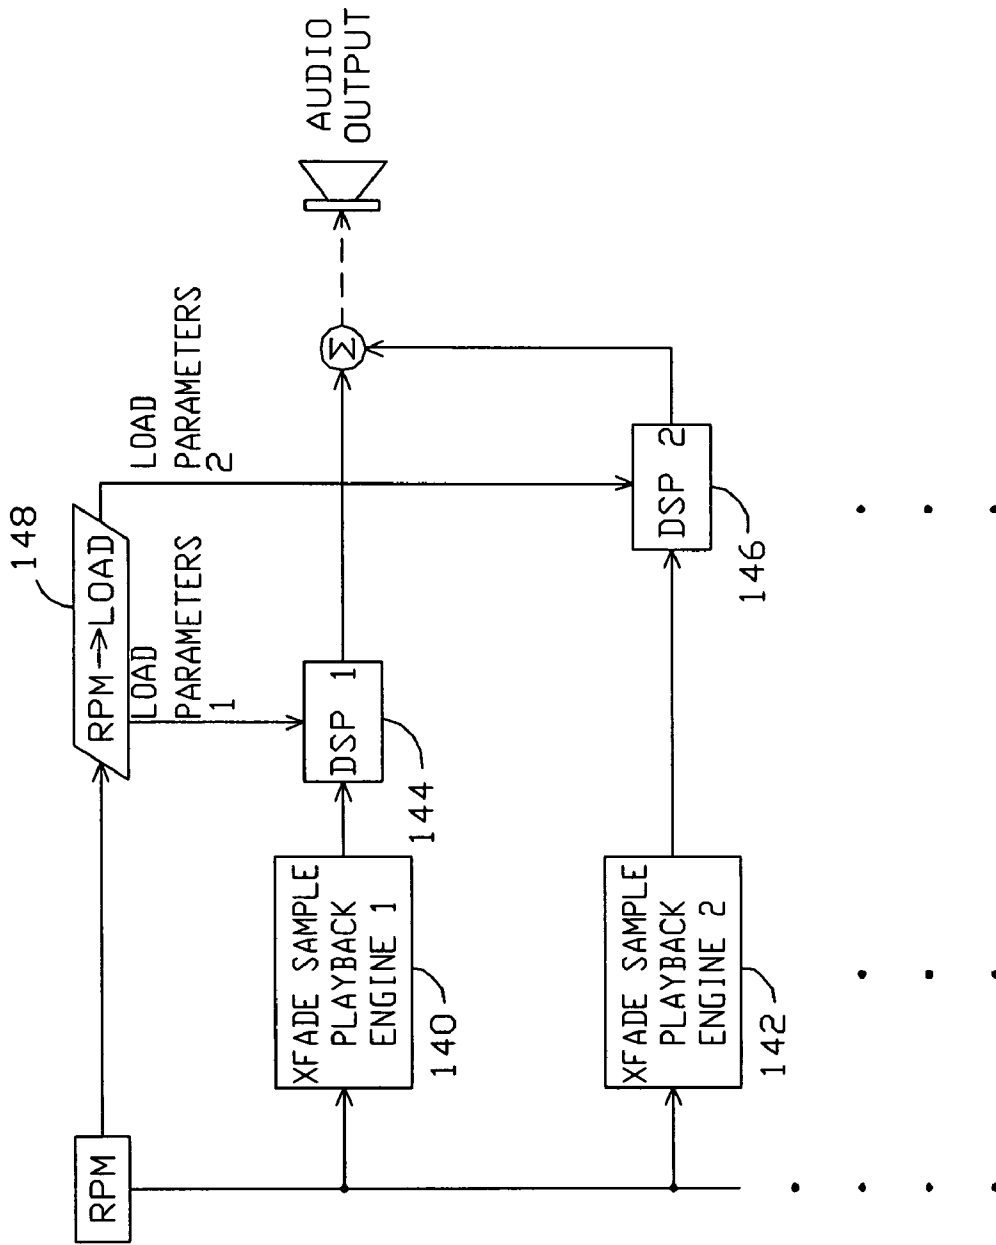 RPM
RPM→LOAD
148
LOAD
PARAMETERS
1
LOAD
PARAMETERS
2
XFADE SAMPLE
PLAYBACK
ENGINE 1
140
DSP 1
144
Σ
AUDIO
OUTPUT
XFADE SAMPLE
PLAYBACK
ENGINE 2
142
DSP 2
146